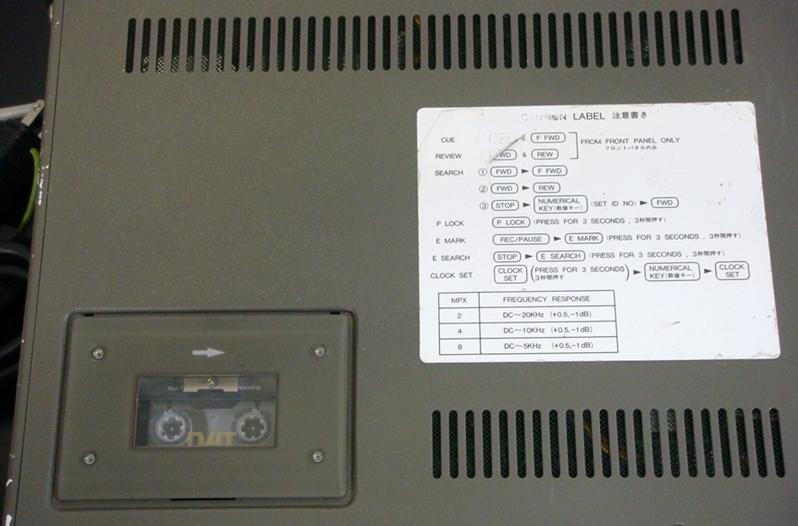 LABEL 注意書き
CUE & F FWD FROM FRONT PANEL ONLY
フロントパネルのみ
REVIEW FWD & REW
SEARCH ① FWD ► F FWD
② FWD ► REW
③ STOP ► NUMERICAL KEY(数値キー) (SET ID NO) ► FWD
P LOCK P LOCK (PRESS FOR 3 SECONDS , 3秒間押す)
E MARK REC/PAUSE ► E MARK (PRESS FOR 3 SECONDS , 3秒間押す)
E SEARCH STOP ► E SEARCH (PRESS FOR 3 SECONDS , 3秒間押す)
CLOCK SET CLOCK SET (PRESS FOR 3 SECONDS 3秒間押す) ► NUMERICAL KEY(数値キー) ► CLOCK SET
MPX FREQUENCY RESPONSE
2 DC～20KHz (+0.5,−1dB)
4 DC～10KHz (+0.5,−1dB)
8 DC～5KHz (+0.5,−1dB)
DAT